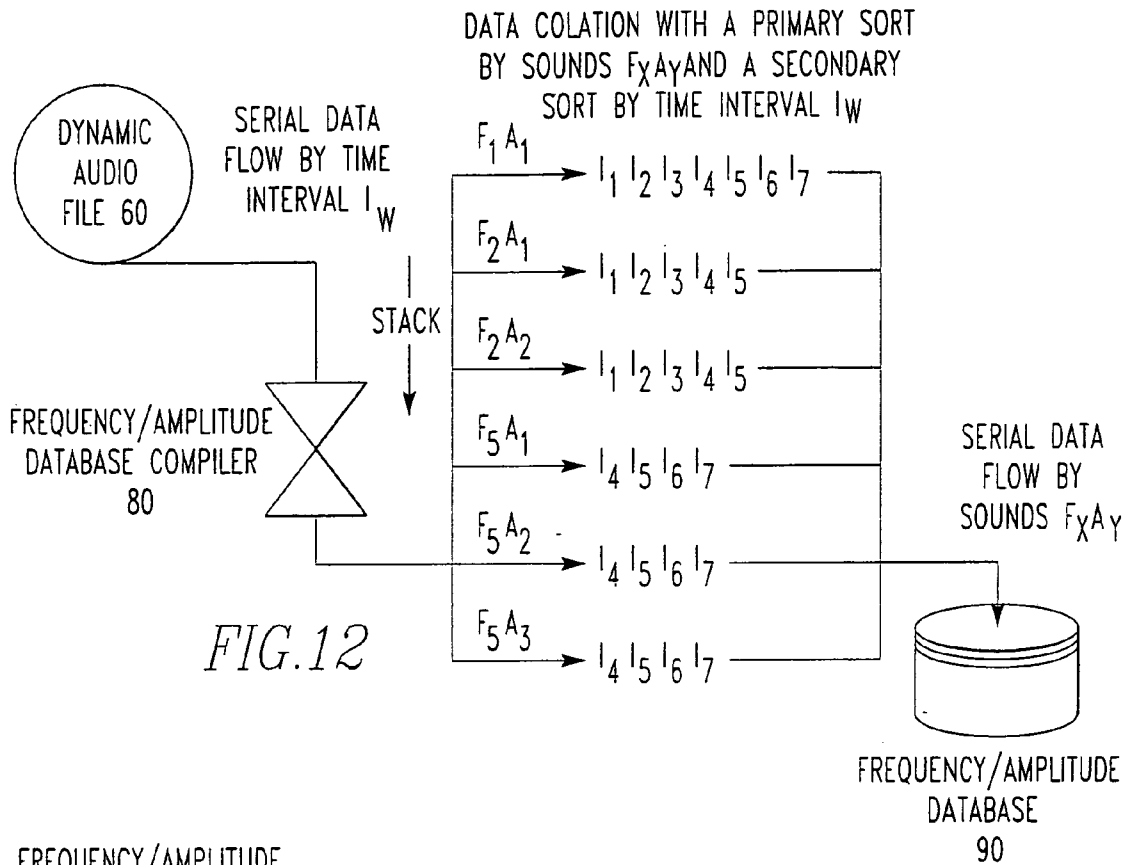 DATA COLATION WITH A PRIMARY SORT
BY SOUNDS FXAYAND A SECONDARY
SORT BY TIME INTERVAL IW
DYNAMIC
AUDIO
FILE 60
SERIAL DATA
FLOW BY TIME
INTERVAL IW
STACK
F1A1
I1 I2 I3 I4 I5 I6 I7
F2A1
I1 I2 I3 I4 I5
F2A2
I1 I2 I3 I4 I5
F5A1
I4 I5 I6 I7
F5A2
I4 I5 I6 I7
F5A3
I4 I5 I6 I7
FREQUENCY/AMPLITUDE
DATABASE COMPILER
80
SERIAL DATA
FLOW BY
SOUNDS FXAY
FIG.12
FREQUENCY/AMPLITUDE
DATABASE
90
FREQUENCY/AMPLITUDE